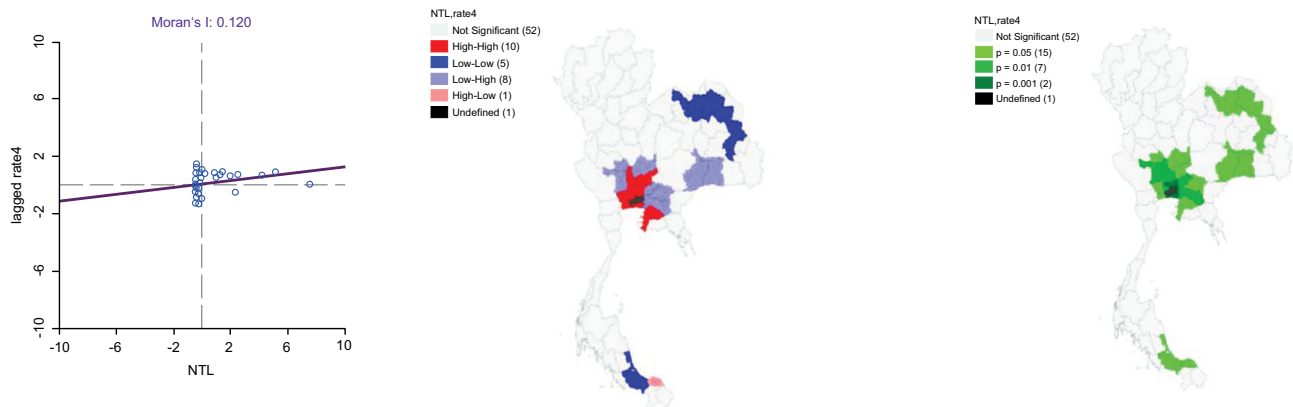 Moran's I: 0.120
10
6
2
-2
-6
-10
lagged rate4
-10
-6
-2
2
6
10
NTL
NTL,rate4
Not Significant (52)
High-High (10)
Low-Low (5)
Low-High (8)
High-Low (1)
Undefined (1)
NTL,rate4
Not Significant (52)
p = 0.05 (15)
p = 0.01 (7)
p = 0.001 (2)
Undefined (1)